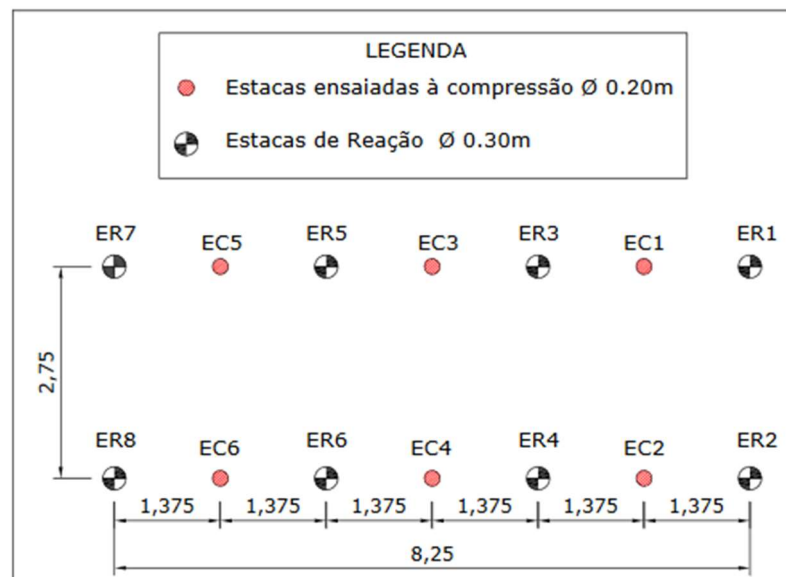 LEGENDA
Estacas ensaiadas à compressão Ø 0.20m
Estacas de Reação Ø 0.30m
ER7 EC5 ER5 EC3 ER3 EC1 ER1
2,75
ER8 EC6 ER6 EC4 ER4 EC2 ER2
1,375 1,375 1,375 1,375 1,375 1,375
8,25